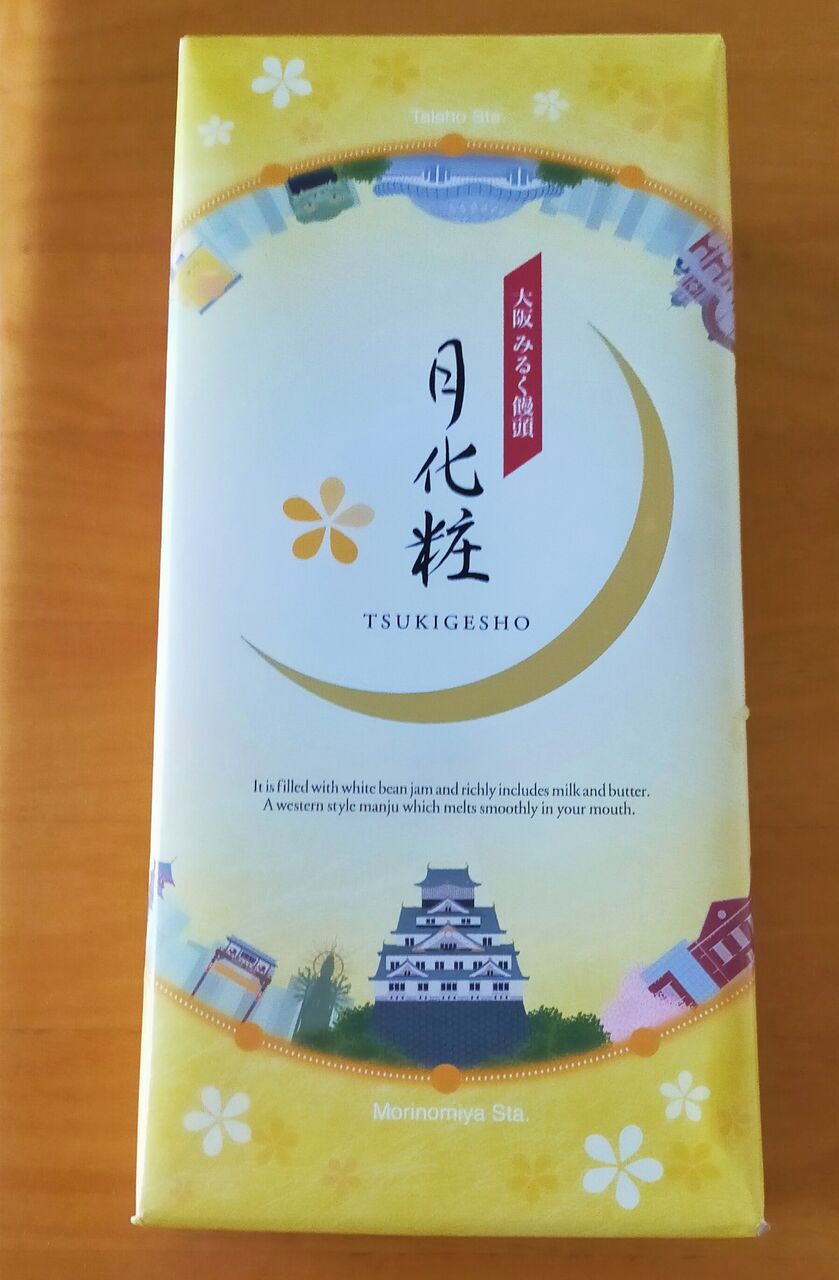 Taisho Sta.
大阪 みるく饅頭
月化粧
TSUKIGESHO
It is filled with white bean jam and richly includes milk and butter.
A western style manju which melts smoothly in your mouth.
Morinomiya Sta.